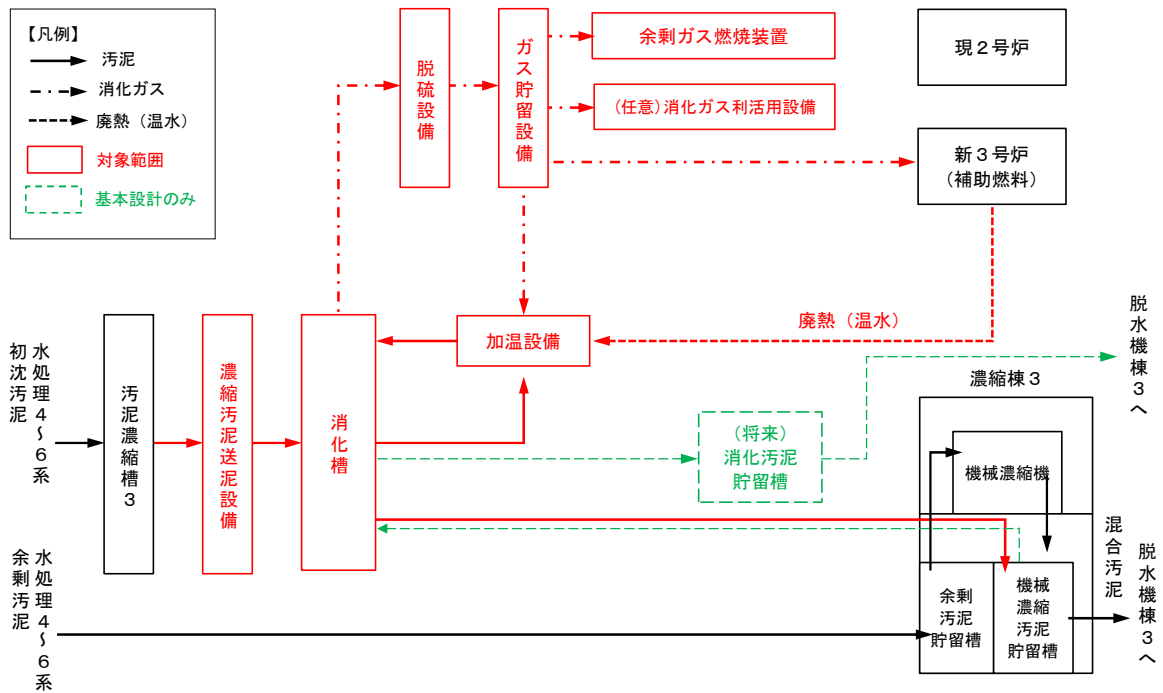 【凡例】
汚泥
消化ガス
廃熱（温水）
対象範囲
基本設計のみ
脱硫設備
ガス貯留設備
余剰ガス燃焼装置
(任意)消化ガス利活用設備
現２号炉
新３号炉
（補助燃料）
水処理４～６系
初沈汚泥
汚泥濃縮槽３
濃縮汚泥送泥設備
消化槽
加温設備
廃熱（温水）
(将来)
消化汚泥
貯留槽
脱水機棟３へ
濃縮棟３
機械濃縮機
水処理４～６系
余剰汚泥
余剰
汚泥
貯留槽
機械
濃縮
汚泥
貯留槽
混合汚泥
脱水機棟３へ